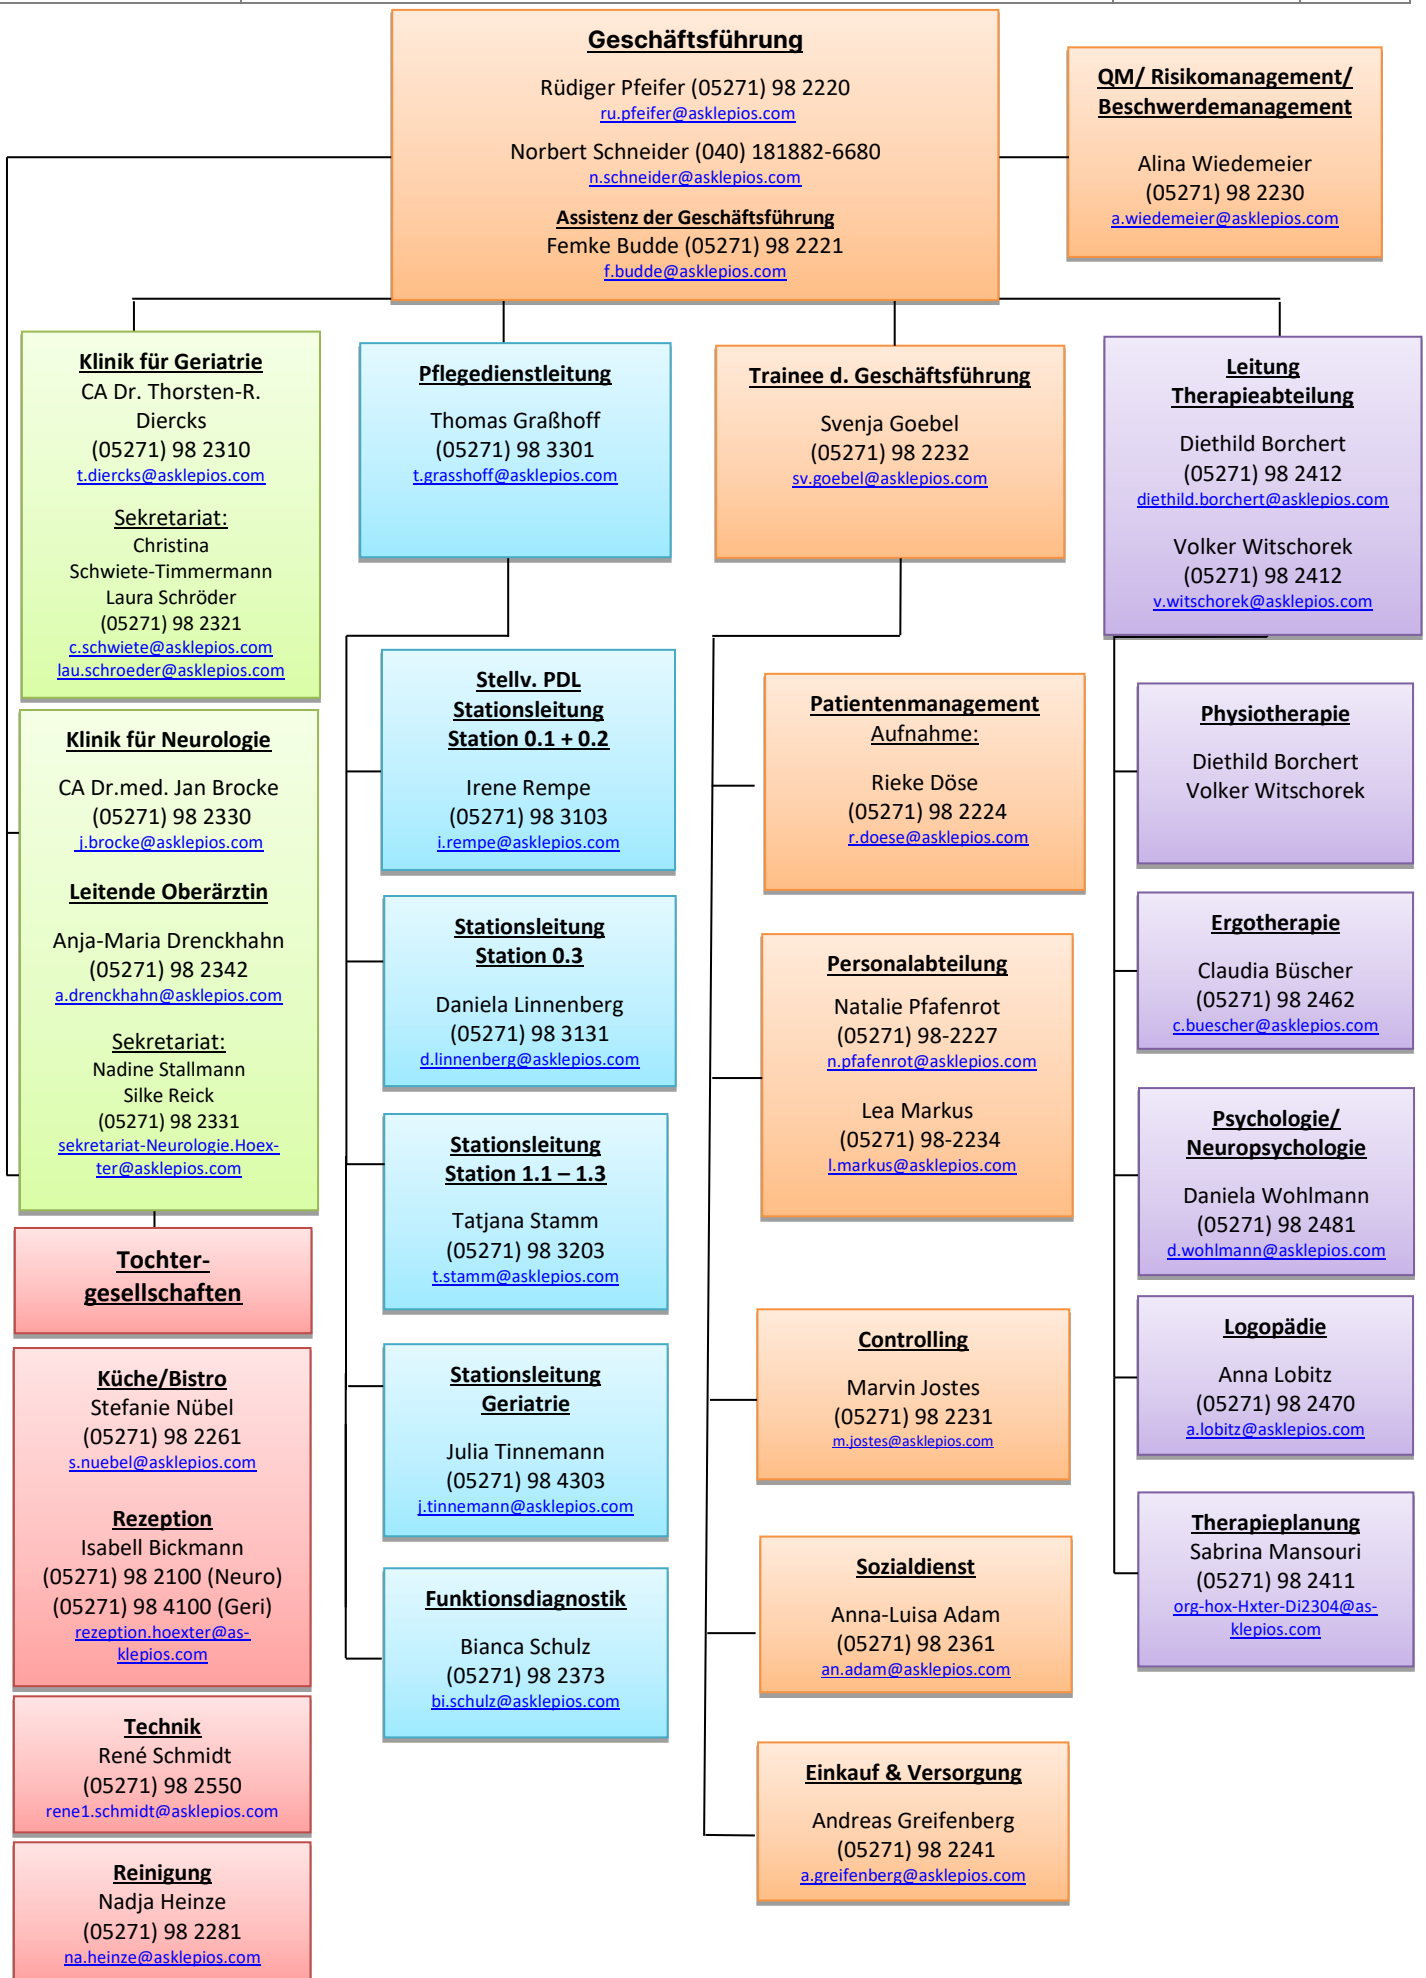 Geschäftsführung
Rüdiger Pfeifer (05271) 98 2220
ru.pfeifer@asklepios.com
Norbert Schneider (040) 181882-6680
n.schneider@asklepios.com
Assistenz der Geschäftsführung
Femke Budde (05271) 98 2221
f.budde@asklepios.com
QM/ Risikomanagement/
Beschwerdemanagement
Alina Wiedemeier
(05271) 98 2230
a.wiedemeier@asklepios.com
Klinik für Geriatrie
CA Dr. Thorsten-R.
Diercks
(05271) 98 2310
t.diercks@asklepios.com
Sekretariat:
Christina
Schwiete-Timmermann
Laura Schröder
(05271) 98 2321
c.schwiete@asklepios.com
lau.schroeder@asklepios.com
Klinik für Neurologie
CA Dr.med. Jan Brocke
(05271) 98 2330
j.brocke@asklepios.com
Leitende Oberärztin
Anja-Maria Drenckhahn
(05271) 98 2342
a.drenckhahn@asklepios.com
Sekretariat:
Nadine Stallmann
Silke Reick
(05271) 98 2331
sekretariat-Neurologie.Hoex-
ter@asklepios.com
Tochter-
gesellschaften
Küche/Bistro
Stefanie Nübel
(05271) 98 2261
s.nuebel@asklepios.com
Rezeption
Isabell Bickmann
(05271) 98 2100 (Neuro)
(05271) 98 4100 (Geri)
rezeption.hoexter@as-
klepios.com
Technik
René Schmidt
(05271) 98 2550
rene1.schmidt@asklepios.com
Reinigung
Nadja Heinze
(05271) 98 2281
na.heinze@asklepios.com
Pflegedienstleitung
Thomas Graßhoff
(05271) 98 3301
t.grasshoff@asklepios.com
Stellv. PDL
Stationsleitung
Station 0.1 + 0.2
Irene Rempe
(05271) 98 3103
i.rempe@asklepios.com
Stationsleitung
Station 0.3
Daniela Linnenberg
(05271) 98 3131
d.linnenberg@asklepios.com
Stationsleitung
Station 1.1 – 1.3
Tatjana Stamm
(05271) 98 3203
t.stamm@asklepios.com
Stationsleitung
Geriatrie
Julia Tinnemann
(05271) 98 4303
j.tinnemann@asklepios.com
Funktionsdiagnostik
Bianca Schulz
(05271) 98 2373
bi.schulz@asklepios.com
Trainee d. Geschäftsführung
Svenja Goebel
(05271) 98 2232
sv.goebel@asklepios.com
Patientenmanagement
Aufnahme:
Rieke Döse
(05271) 98 2224
r.doese@asklepios.com
Personalabteilung
Natalie Pfafenrot
(05271) 98-2227
n.pfafenrot@asklepios.com
Lea Markus
(05271) 98-2234
l.markus@asklepios.com
Controlling
Marvin Jostes
(05271) 98 2231
m.jostes@asklepios.com
Sozialdienst
Anna-Luisa Adam
(05271) 98 2361
an.adam@asklepios.com
Einkauf & Versorgung
Andreas Greifenberg
(05271) 98 2241
a.greifenberg@asklepios.com
Leitung
Therapieabteilung
Diethild Borchert
(05271) 98 2412
diethild.borchert@asklepios.com
Volker Witschorek
(05271) 98 2412
v.witschorek@asklepios.com
Physiotherapie
Diethild Borchert
Volker Witschorek
Ergotherapie
Claudia Büscher
(05271) 98 2462
c.buescher@asklepios.com
Psychologie/
Neuropsychologie
Daniela Wohlmann
(05271) 98 2481
d.wohlmann@asklepios.com
Logopädie
Anna Lobitz
(05271) 98 2470
a.lobitz@asklepios.com
Therapieplanung
Sabrina Mansouri
(05271) 98 2411
org-hox-Hxter-Di2304@as-
klepios.com